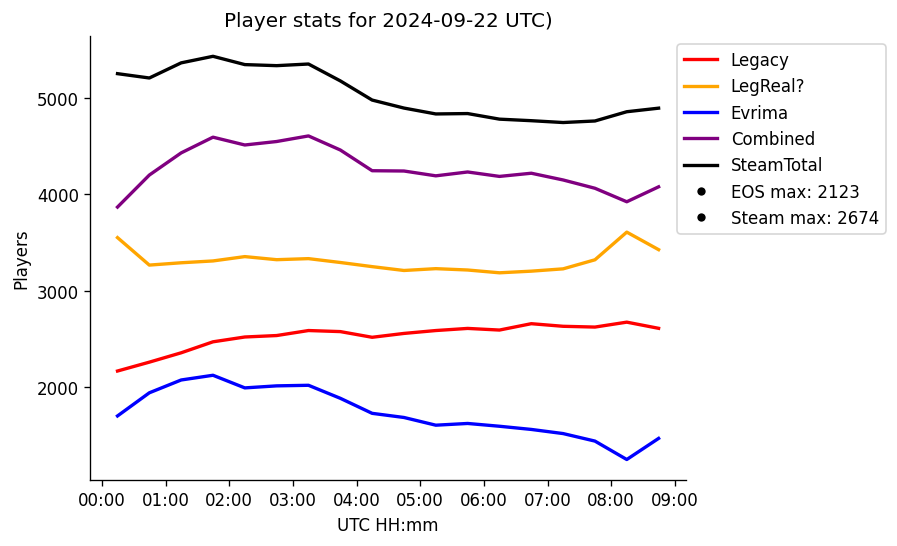 Player stats for 2024-09-22 UTC)
Legacy
LegReal?
Evrima
Combined
SteamTotal
EOS max: 2123
Steam max: 2674
5000
4000
3000
2000
Players
00:00 01:00 02:00 03:00 04:00 05:00 06:00 07:00 08:00 09:00
UTC HH:mm